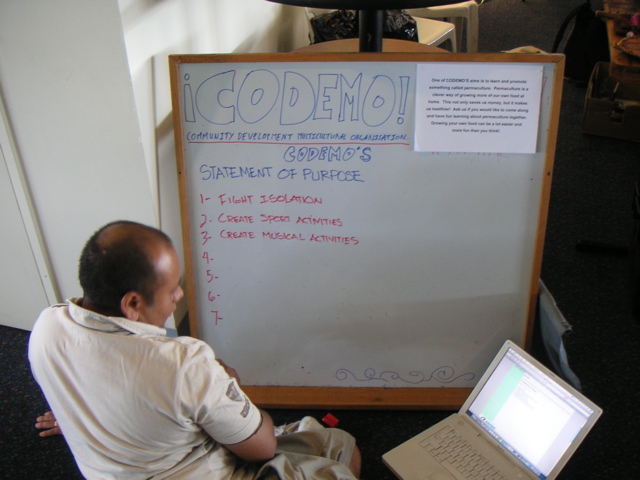 ¡CODEMO!
COMMUNITY DEVELOPMENT MULTICULTURAL ORGANISATION
CODEMO'S
STATEMENT OF PURPOSE
1- FIGHT ISOLATION
2- CREATE SPORT ACTIVITIES
3- CREATE MUSICAL ACTIVITIES
4-
5-
6-
7-
One of CODEMO'S aims is to learn and promote
something called permaculture. Permaculture is a
clever way of growing more of our own food at
home. This not only saves us money, but it makes
us healthier! Ask us if you would like to come along
and have fun learning about permaculture together.
Growing your own food can be a lot easier and
more fun than you think!